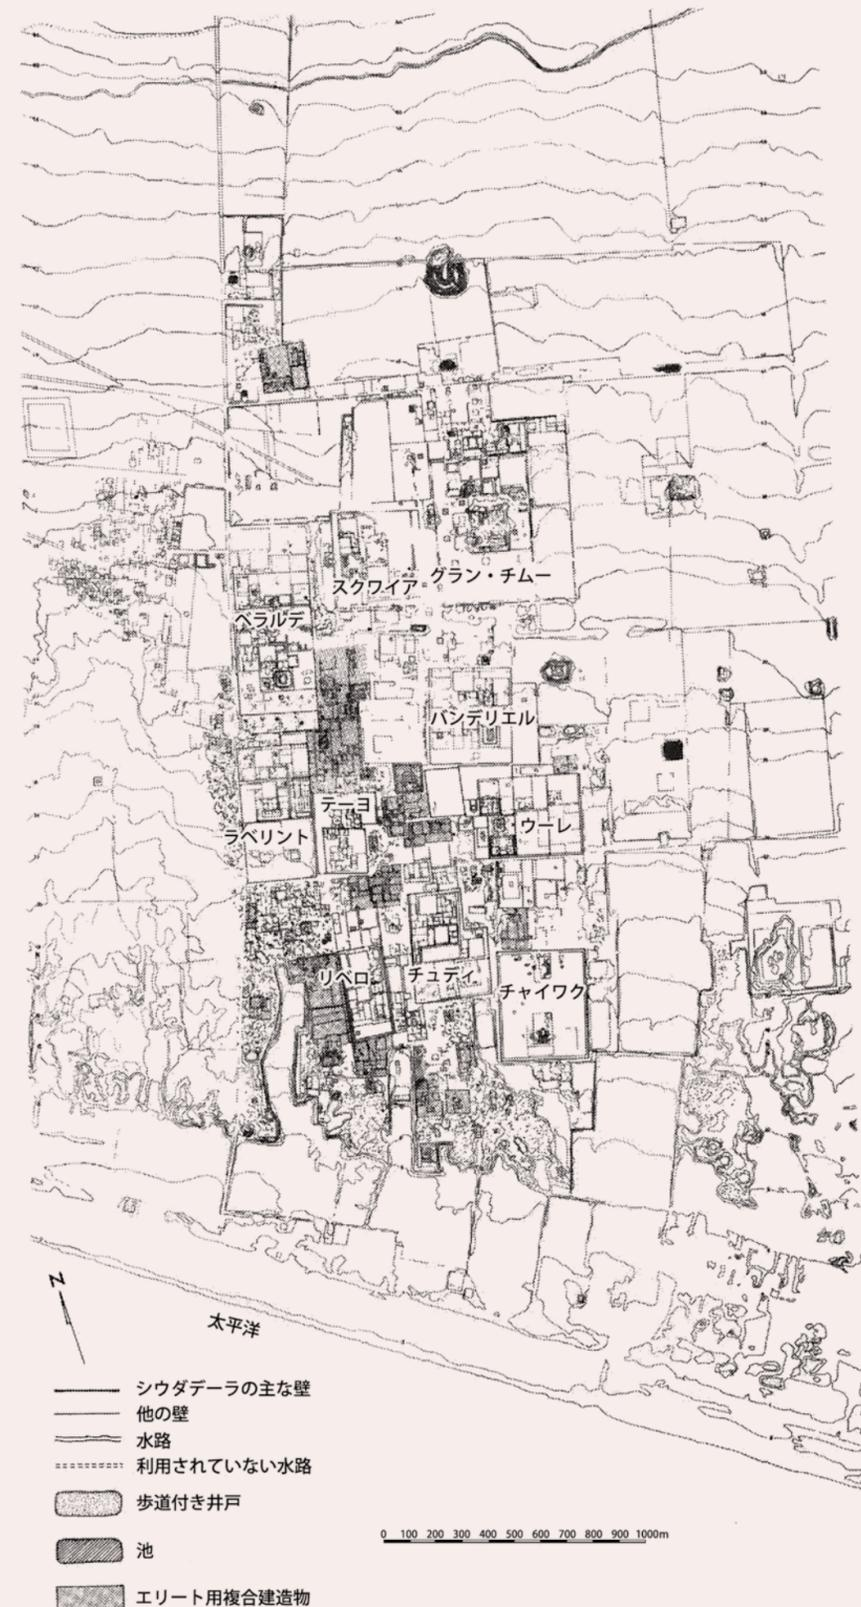 スクワイア
グラン・チムー
ベラルデ
バンデリエル
テーヨ
ラベリント
ウーレ
リベロ
チュディ
チャイワク
N
太平洋
シウダデーラの主な壁
他の壁
水路
利用されていない水路
歩道付き井戸
池
エリート用複合建造物
0 100 200 300 400 500 600 700 800 900 1000m